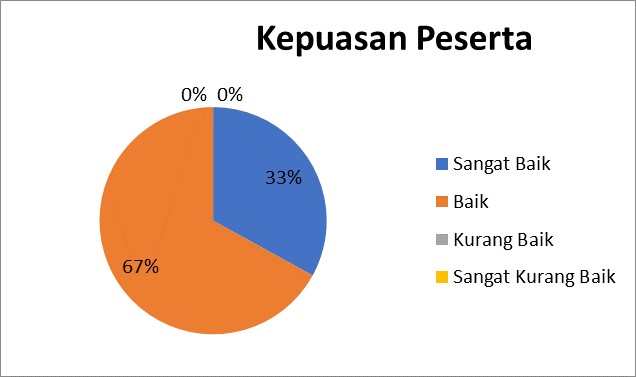 Kepuasan Peserta
0% 0%
33%
67%
Sangat Baik
Baik
Kurang Baik
Sangat Kurang Baik